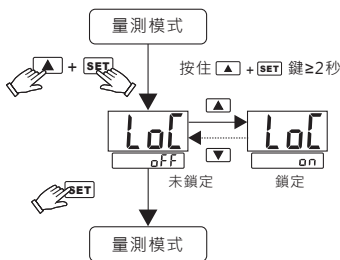 量測模式
▲ + SET
按住 ▲ + SET 鍵≥2秒
▲
LoC
LoC
oFF
on
▼
未鎖定
鎖定
SET
量測模式